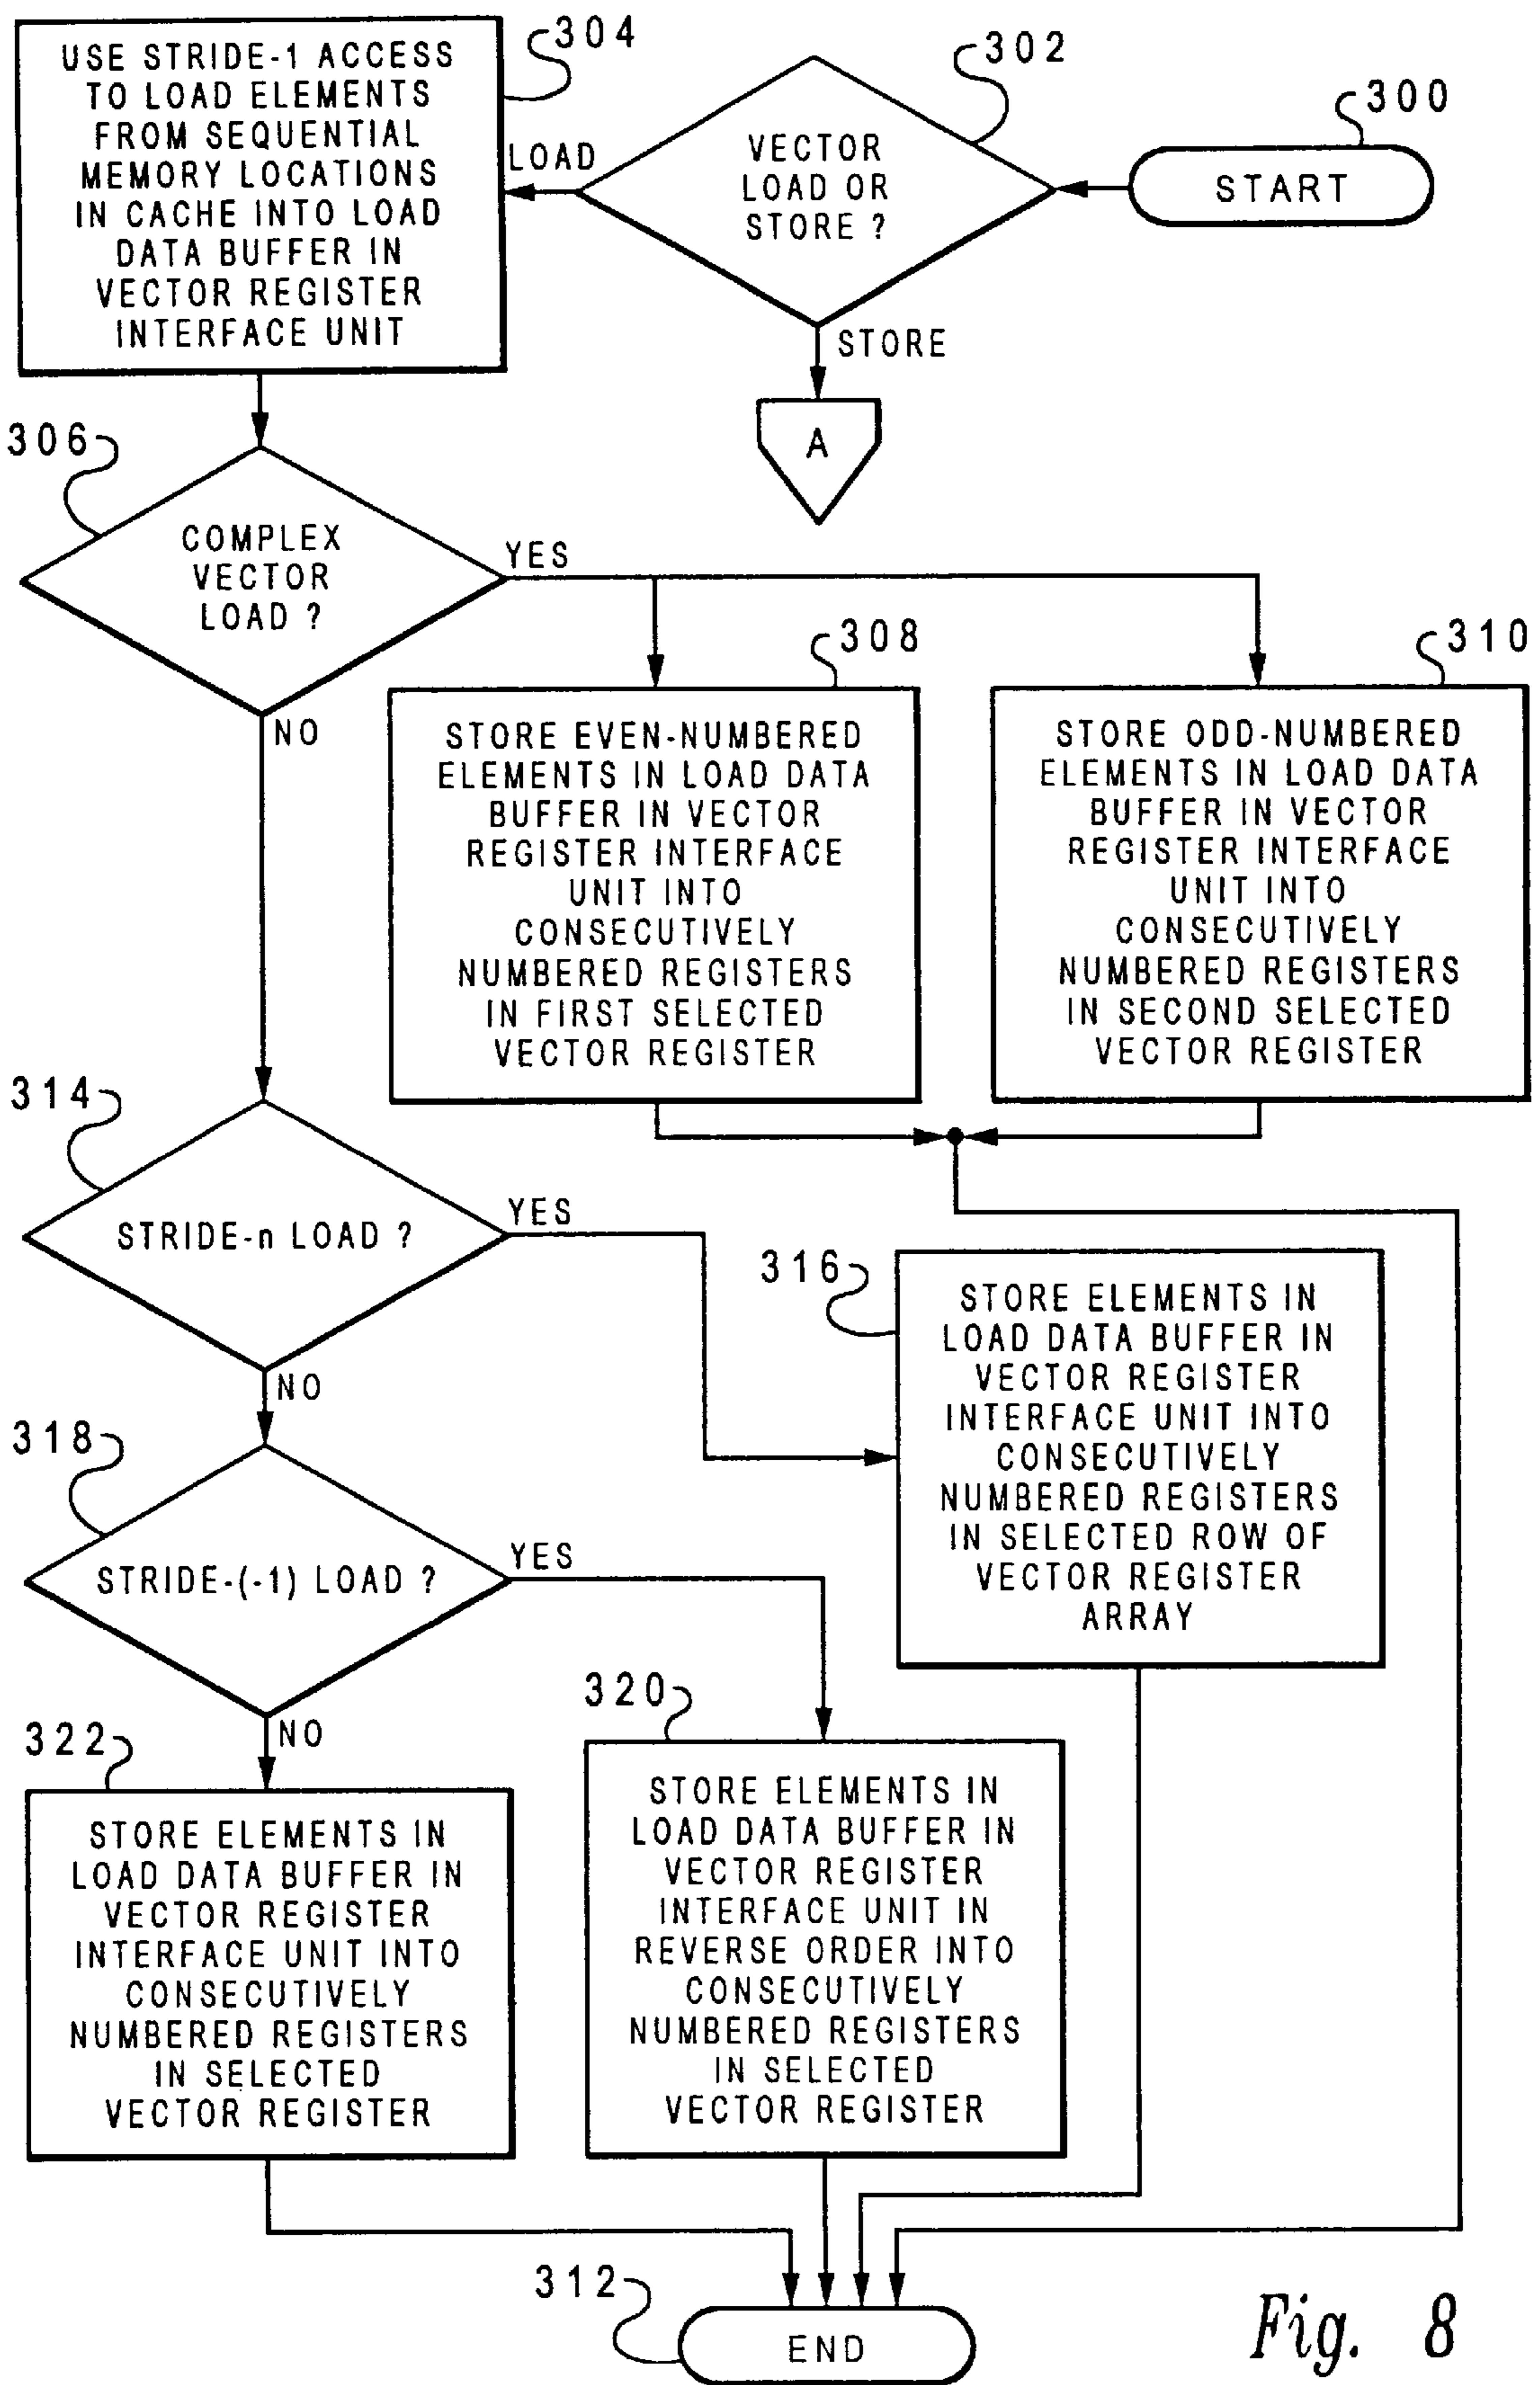 304
USE STRIDE-1 ACCESS
TO LOAD ELEMENTS
FROM SEQUENTIAL
MEMORY LOCATIONS
IN CACHE INTO LOAD
DATA BUFFER IN
VECTOR REGISTER
INTERFACE UNIT
LOAD
302
VECTOR
LOAD OR
STORE ?
300
START
STORE
A
306
COMPLEX
VECTOR
LOAD ?
YES
NO
308
STORE EVEN-NUMBERED
ELEMENTS IN LOAD DATA
BUFFER IN VECTOR
REGISTER INTERFACE
UNIT INTO
CONSECUTIVELY
NUMBERED REGISTERS
IN FIRST SELECTED
VECTOR REGISTER
310
STORE ODD-NUMBERED
ELEMENTS IN LOAD DATA
BUFFER IN VECTOR
REGISTER INTERFACE
UNIT INTO
CONSECUTIVELY
NUMBERED REGISTERS
IN SECOND SELECTED
VECTOR REGISTER
314
STRIDE-n LOAD ?
YES
NO
316
STORE ELEMENTS IN
LOAD DATA BUFFER IN
VECTOR REGISTER
INTERFACE UNIT INTO
CONSECUTIVELY
NUMBERED REGISTERS
IN SELECTED ROW OF
VECTOR REGISTER
ARRAY
318
STRIDE-(-1) LOAD ?
YES
NO
322
STORE ELEMENTS IN
LOAD DATA BUFFER IN
VECTOR REGISTER
INTERFACE UNIT INTO
CONSECUTIVELY
NUMBERED REGISTERS
IN SELECTED
VECTOR REGISTER
320
STORE ELEMENTS IN
LOAD DATA BUFFER IN
VECTOR REGISTER
INTERFACE UNIT IN
REVERSE ORDER INTO
CONSECUTIVELY
NUMBERED REGISTERS
IN SELECTED
VECTOR REGISTER
312
END
Fig. 8